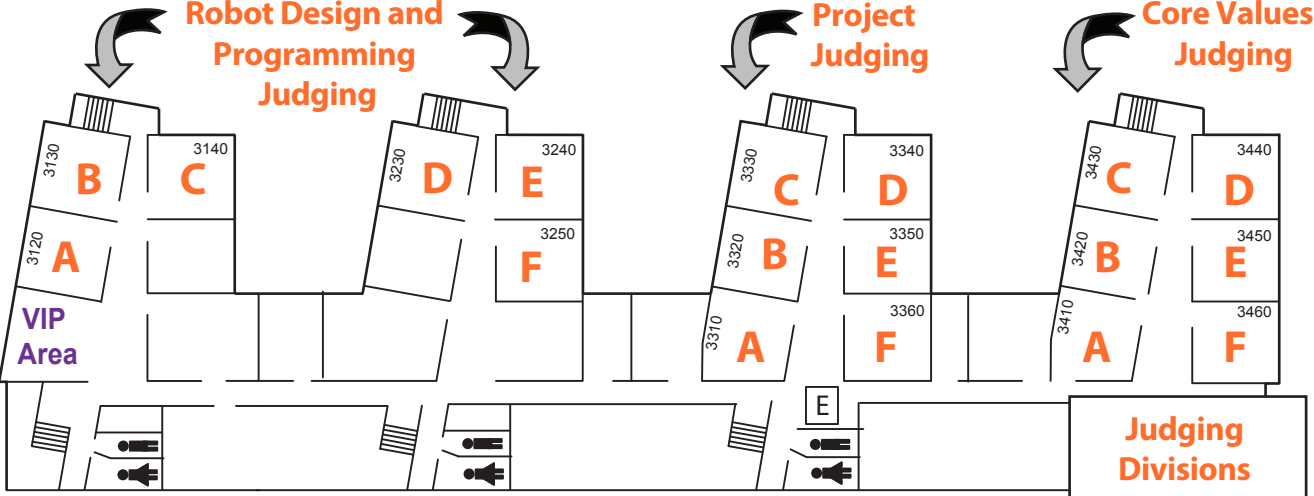 Robot Design and
Programming
Judging
Project
Judging
Core Values
Judging
3130
B
3140
C
3120
A
VIP
Area
3230
D
3240
E
3250
F
3330
C
3340
D
3320
B
3350
E
3310
A
3360
F
3430
C
3440
D
3420
B
3450
E
3410
A
3460
F
E
Judging
Divisions